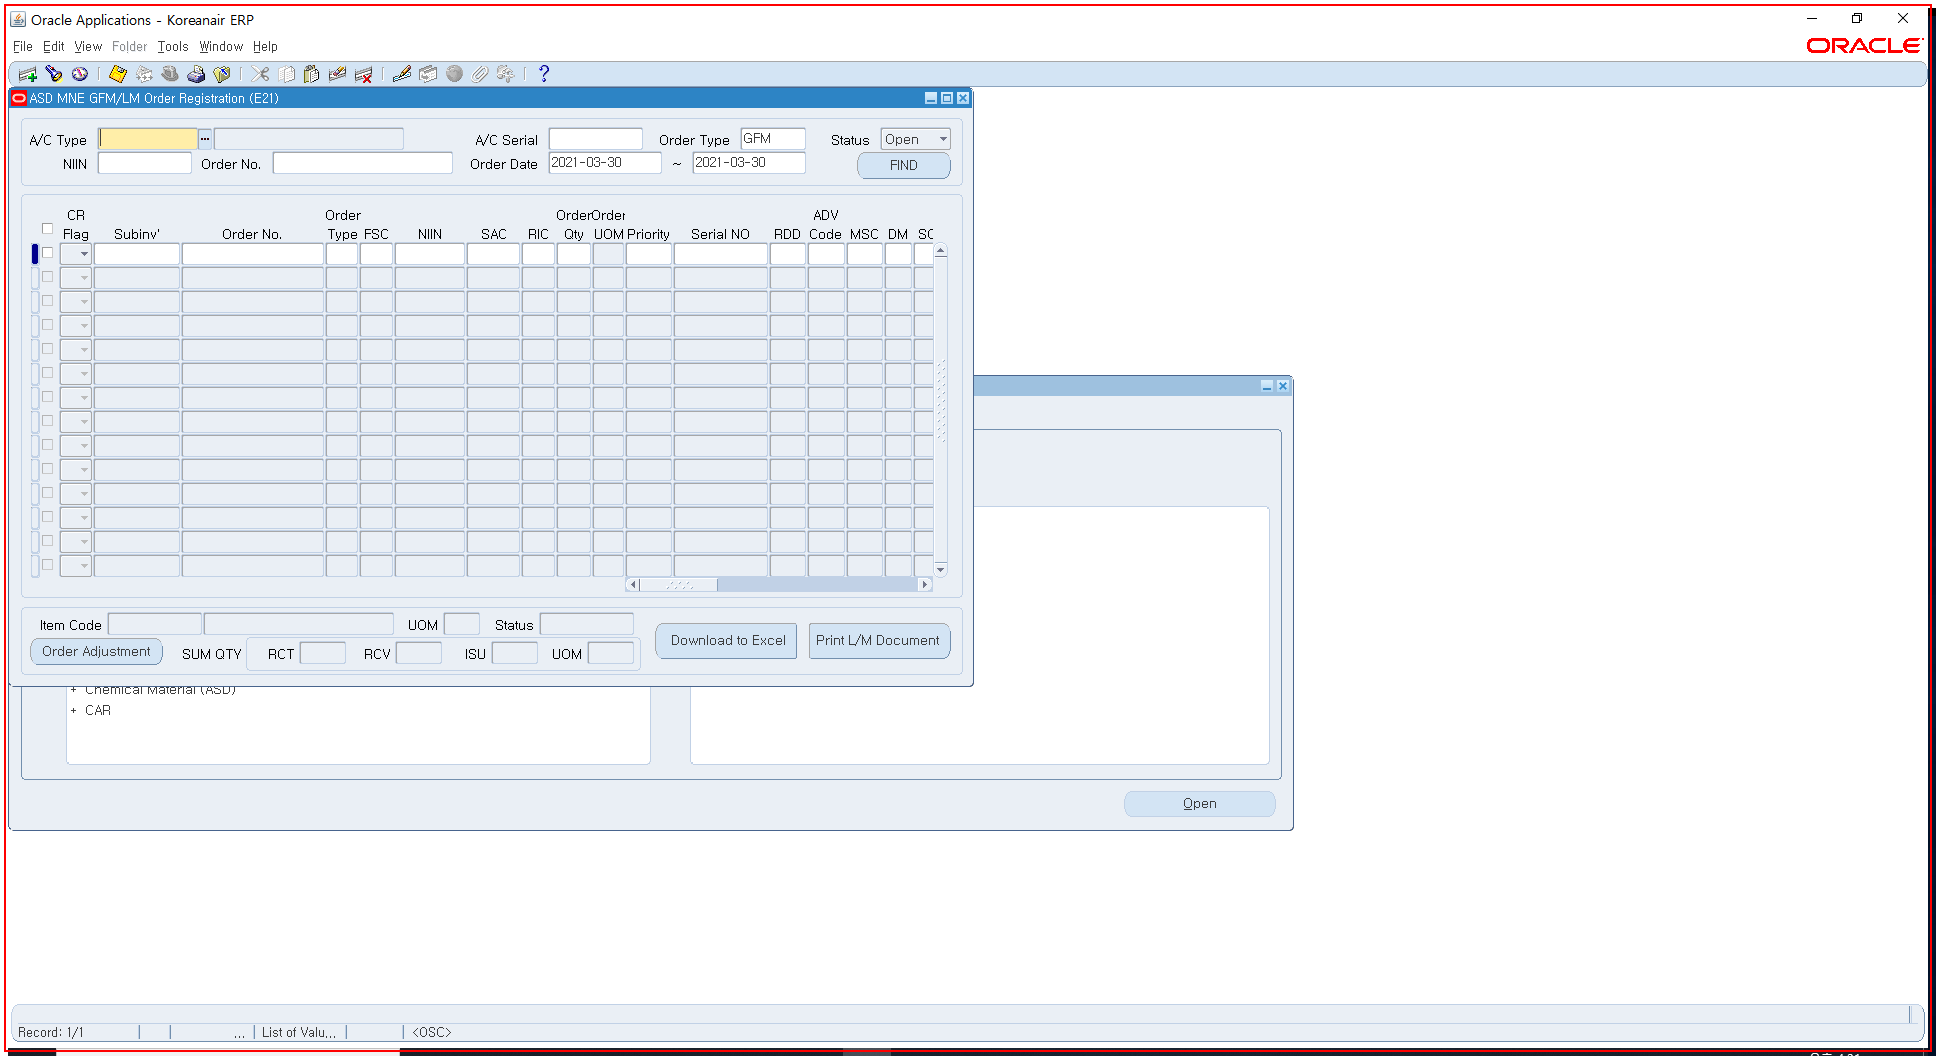 Oracle Applications - Koreanair ERP
File Edit View Folder Tools Window Help
ORACLE
ASD MNE GFM/LM Order Registration (E21)
A/C Type A/C Serial Order Type GFM Status Open
NIIN Order No. Order Date 2021-03-30 ~ 2021-03-30 FIND
CR Order Order Order ADV
Flag Subinv' Order No. Type FSC NIIN SAC RIC Qty UOM Priority Serial NO RDD Code MSC DM SC
Item Code UOM Status
Download to Excel Print L/M Document
Order Adjustment SUM QTY RCT RCV ISU UOM
+ Chemical Material (ASD)
+ CAR
Open
Record: 1/1 ... List of Valu... <OSC>